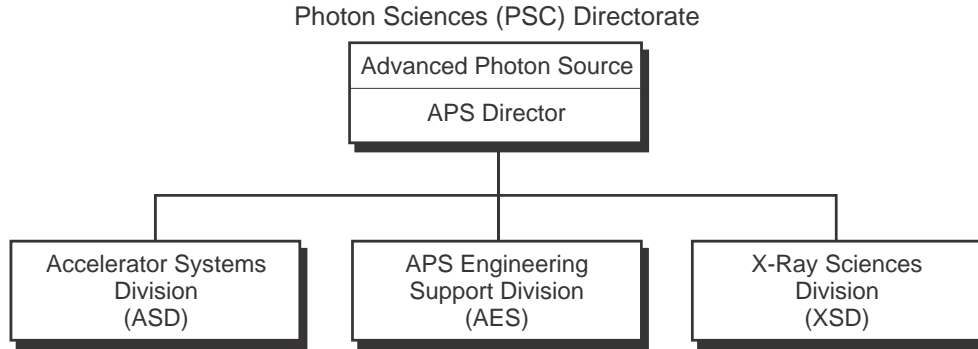 Photon Sciences (PSC) Directorate
Advanced Photon Source
APS Director
Accelerator Systems
Division
(ASD)
APS Engineering
Support Division
(AES)
X-Ray Sciences
Division
(XSD)